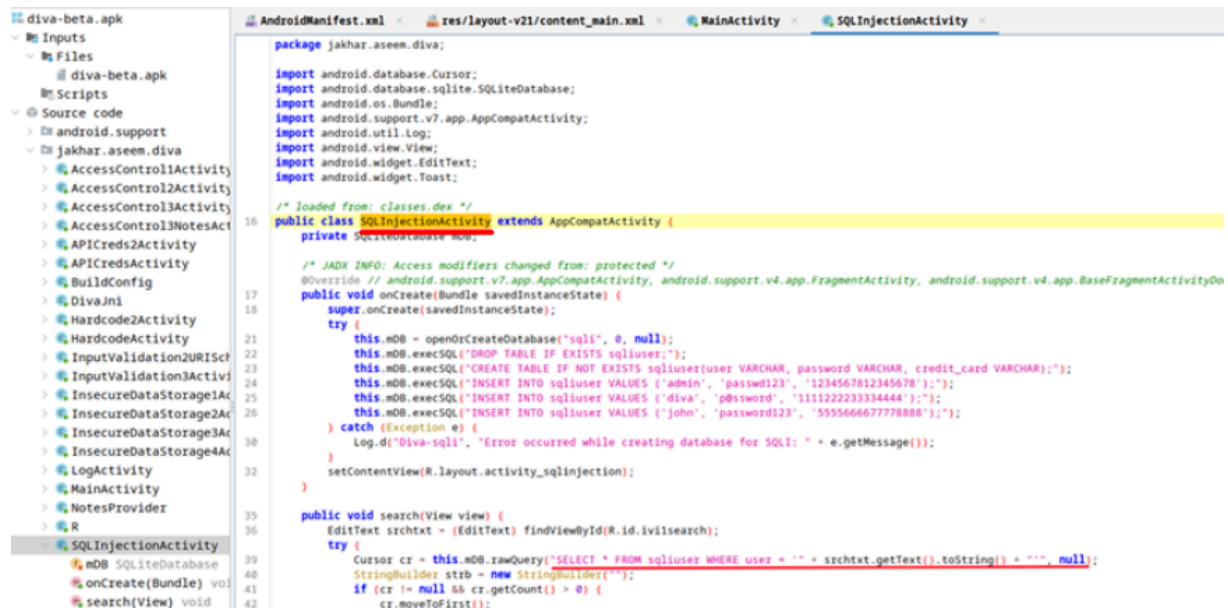 diva-beta.apk
Inputs
Files
diva-beta.apk
Scripts
Source code
android.support
jakhar.aseem.diva
AccessControl1Activity
AccessControl2Activity
AccessControl3Activity
AccessControl3NotesAct
APICreds2Activity
APICredsActivity
BuildConfig
DivaJni
Hardcode2Activity
HardcodeActivity
InputValidation2URISch
InputValidation3Activi
InsecureDataStorage1Ac
InsecureDataStorage2Ac
InsecureDataStorage3Ac
InsecureDataStorage4Ac
LogActivity
MainActivity
NotesProvider
R
SQLInjectionActivity
mDB SQLiteDatabase
onCreate(Bundle) voi
search(View) void
AndroidManifest.xml × res/layout-v21/content_main.xml × MainActivity × SQLInjectionActivity ×
package jakhar.aseem.diva;
import android.database.Cursor;
import android.database.sqlite.SQLiteDatabase;
import android.os.Bundle;
import android.support.v7.app.AppCompatActivity;
import android.util.Log;
import android.view.View;
import android.widget.EditText;
import android.widget.Toast;
/* loaded from: classes.dex */
16 public class SQLInjectionActivity extends AppCompatActivity {
private SQLiteDatabase mDB;
/* JADX INFO: Access modifiers changed from: protected */
@Override // android.support.v7.app.AppCompatActivity, android.support.v4.app.FragmentActivity, android.support.v4.app.BaseFragmentActivityDo
17 public void onCreate(Bundle savedInstanceState) {
18 super.onCreate(savedInstanceState);
try {
21 this.mDB = openOrCreateDatabase("sqli", 0, null);
22 this.mDB.execSQL("DROP TABLE IF EXISTS sqliuser;");
23 this.mDB.execSQL("CREATE TABLE IF NOT EXISTS sqliuser(user VARCHAR, password VARCHAR, credit_card VARCHAR);");
24 this.mDB.execSQL("INSERT INTO sqliuser VALUES ('admin', 'passwd123', '1234567812345678');");
25 this.mDB.execSQL("INSERT INTO sqliuser VALUES ('diva', 'p@ssword', '1111222233334444');");
26 this.mDB.execSQL("INSERT INTO sqliuser VALUES ('john', 'password123', '5555666677778888');");
} catch (Exception e) {
30 Log.d("Diva-sqli", "Error occurred while creating database for SQLI: " + e.getMessage());
}
32 setContentView(R.layout.activity_sqlinjection);
}
35 public void search(View view) {
36 EditText srchtxt = (EditText) findViewById(R.id.ivi1search);
try {
39 Cursor cr = this.mDB.rawQuery("SELECT * FROM sqliuser WHERE user = '" + srchtxt.getText().toString() + "'", null);
40 StringBuilder strb = new StringBuilder("");
41 if (cr != null && cr.getCount() > 0) {
42 cr.moveToFirst();